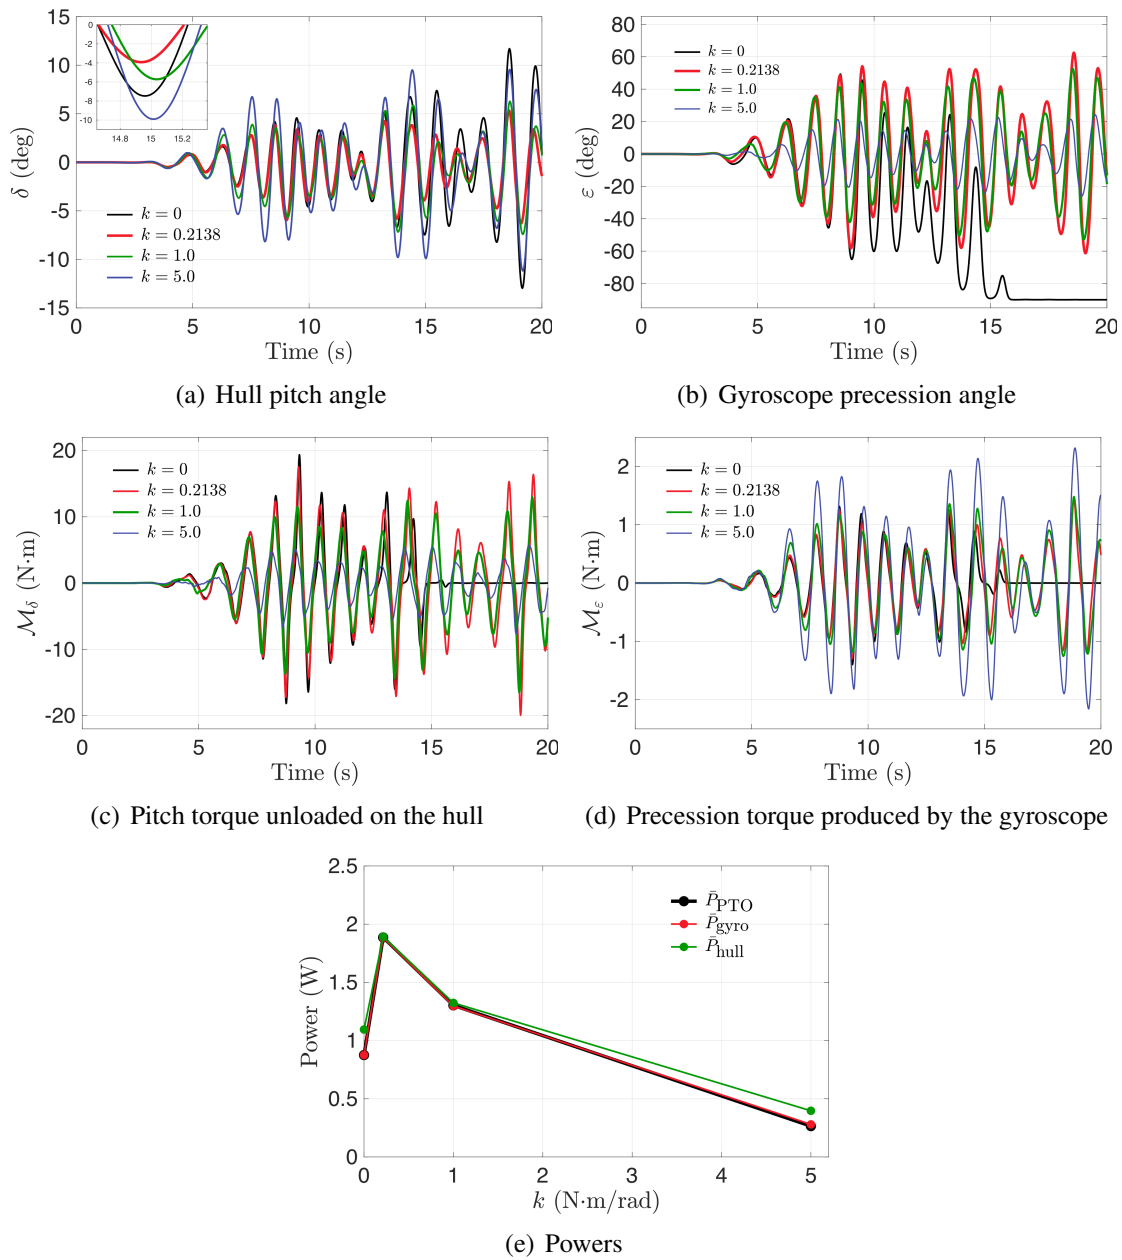 15
10
5
0
-5
-10
-15
δ (deg)
0
-2
-4
-6
-8
-10
14.8 15 15.2
k = 0
k = 0.2138
k = 1.0
k = 5.0
0 5 10 15 20
Time (s)
(a) Hull pitch angle
80
60
40
20
0
-20
-40
-60
-80
ε (deg)
k = 0
k = 0.2138
k = 1.0
k = 5.0
0 5 10 15 20
Time (s)
(b) Gyroscope precession angle
20
10
0
-10
-20
ℳδ (N·m)
k = 0
k = 0.2138
k = 1.0
k = 5.0
0 5 10 15 20
Time (s)
(c) Pitch torque unloaded on the hull
2
1
0
-1
-2
ℳε (N·m)
k = 0
k = 0.2138
k = 1.0
k = 5.0
0 5 10 15 20
Time (s)
(d) Precession torque produced by the gyroscope
2.5
2
1.5
1
0.5
0
Power (W)
P̄PTO
P̄gyro
P̄hull
0 1 2 3 4 5
k (N·m/rad)
(e) Powers